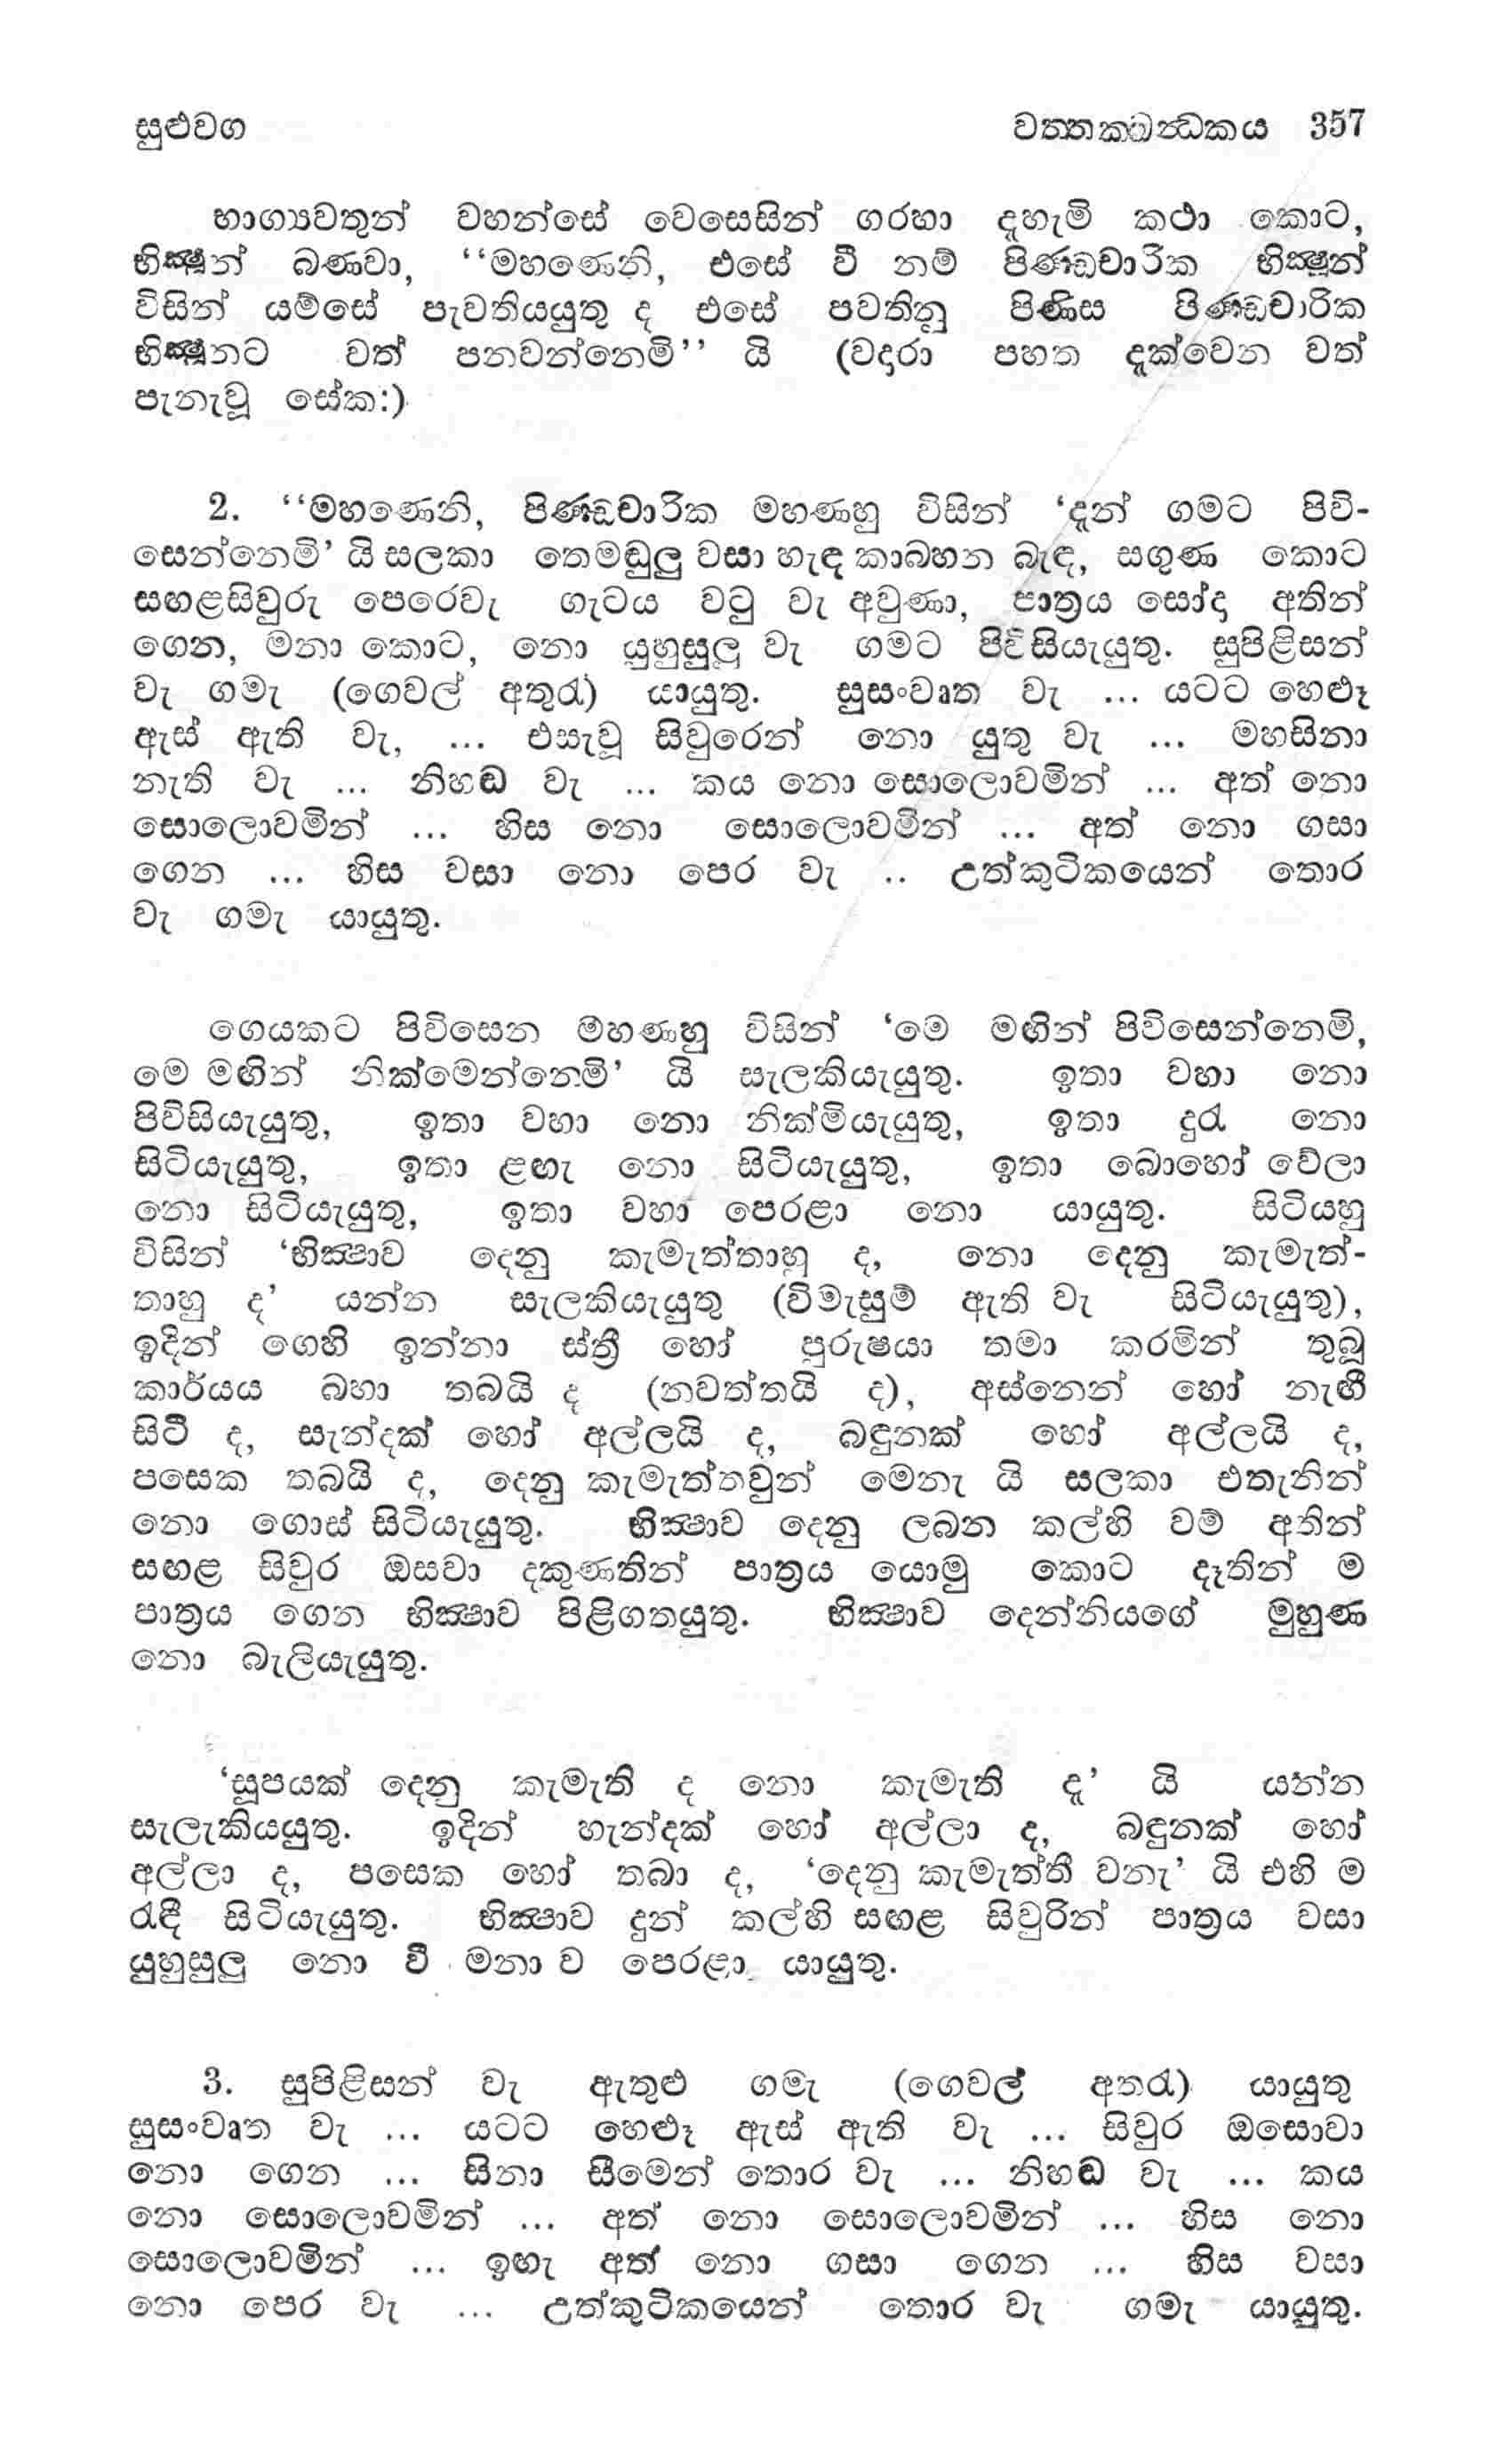 සුළුවග වත්තක්ඛන්ධකය 357
භාග්‍යවතුන් වහන්සේ වෙසෙසින් ගරහා දැහැමි කථා කොට,
භික්ෂූන් බණවා, “මහණෙනි, එසේ වී නම් පිණ්ඩචාරික භික්ෂූන්
විසින් යම්සේ පැවතියයුතු ද එසේ පවතිනු පිණිස පිණ්ඩචාරික
භික්ෂූනට වත් පනවන්නෙමි” යි (වදාරා පහත දැක්වෙන වත්
පැනැවූ සේක:)
2. “මහණෙනි, පිණ්ඩචාරික මහණහු විසින් ‘දැන් ගමට පිවි-
සෙන්නෙමි’ යි සලකා තෙමඬුලු වසා හැඳ කාබහන බැඳ, සගුණ කොට
සඟළසිවුරු පෙරෙවැ ගැටය වටු වැ අවුණා, පාත්‍රය සෝදා අතින්
ගෙන, මනා කොට, නො යුහුසුලු වැ ගමට පිවිසියැයුතු. සුපිළිසන්
වැ ගමැ (ගෙවල් අතුරැ) යායුතු. සුසංවෘත වැ ... යටට හෙළූ
ඇස් ඇති වැ, ... එසැවූ සිවුරෙන් නො යුතු වැ ... මහසිනා
නැති වැ ... නිහඬ වැ ... කය නො සොලොවමින් ... අත් නො
සොලොවමින් ... හිස නො සොලොවමින් ... අත් නො ගසා
ගෙන ... හිස වසා නො පෙර වැ .. උත්කුටිකයෙන් තොර
වැ ගමැ යායුතු.
ගෙයකට පිවිසෙන මහණහු විසින් ‘මෙ මඟින් පිවිසෙන්නෙමි,
මෙ මඟින් නික්මෙන්නෙමි’ යි සැලකියැයුතු. ඉතා වහා නො
පිවිසියැයුතු, ඉතා වහා නො නික්මියැයුතු, ඉතා දුරැ නො
සිටියැයුතු, ඉතා ළඟැ නො සිටියැයුතු, ඉතා බොහෝ වේලා
නො සිටියැයුතු, ඉතා වහා පෙරළා නො යායුතු. සිටියහු
විසින් ‘භික්ෂාව දෙනු කැමැත්තාහු ද, නො දෙනු කැමැත්-
තාහු ද’ යන්න සැලකියැයුතු (විමැසුම් ඇති වැ සිටියැයුතු),
ඉදින් ගෙහි ඉන්නා ස්ත්‍රී හෝ පුරුෂයා තමා කරමින් තුබූ
කාර්යය බහා තබයි ද (නවත්තයි ද), අස්නෙන් හෝ නැඟී
සිටී ද, සැන්දක් හෝ අල්ලයි ද, බඳුනක් හෝ අල්ලයි ද,
පසෙක තබයි ද, දෙනු කැමැත්තවුන් මෙනැ යි සලකා එතැනින්
නො ගොස් සිටියැයුතු. භික්ෂාව දෙනු ලබන කල්හි වම් අතින්
සඟළ සිවුර ඔසවා දකුණතින් පාත්‍රය යොමු කොට දෑතින් ම
පාත්‍රය ගෙන භික්ෂාව පිළිගතයුතු. භික්ෂාව දෙන්නියගේ මුහුණ
නො බැලියැයුතු.
‘සූපයක් දෙනු කැමැති ද නො කැමැති ද’ යි යන්න
සැලැකියයුතු. ඉදින් හැන්දක් හෝ අල්ලා ද, බඳුනක් හෝ
අල්ලා ද, පසෙක හෝ තබා ද, ‘දෙනු කැමැත්තී වනැ’ යි එහි ම
රැඳී සිටියැයුතු. භික්ෂාව දුන් කල්හි සඟළ සිවුරින් පාත්‍රය වසා
යුහුසුලු නො වී මනා ව පෙරළා යායුතු.
3. සුපිළිසන් වැ ඇතුළු ගමැ (ගෙවල් අතරැ) යායුතු
සුසංවෘත වැ ... යටට හෙළූ ඇස් ඇති වැ ... සිවුර ඔසොවා
නො ගෙන ... සිනා සීමෙන් තොර වැ ... නිහඬ වැ ... කය
නො සොලොවමින් ... අත් නො සොලොවමින් ... හිස නො
සොලොවමින් ... ඉඟැ අත් නො ගසා ගෙන ... හිස වසා
නො පෙර වැ ... උත්කුටිකයෙන් තොර වැ ගමැ යායුතු.